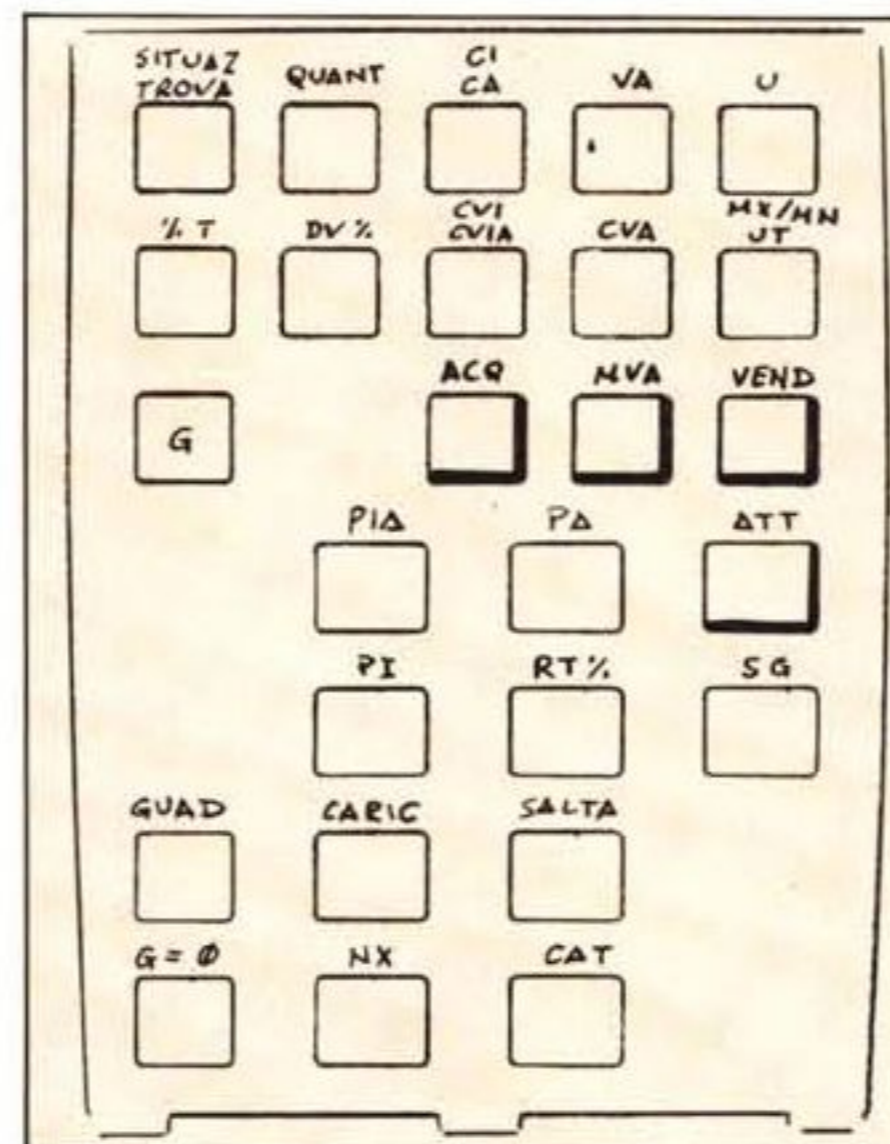 SITUAZ CI
TROVA QUANT CA VA U
CVI MX/MN
% T DV % CVIA CVA UT
ACQ MVA VEND
G
PIA PA ATT
PI RT % SG
GUAD CARIC SALTA
G = Ø NX CAT